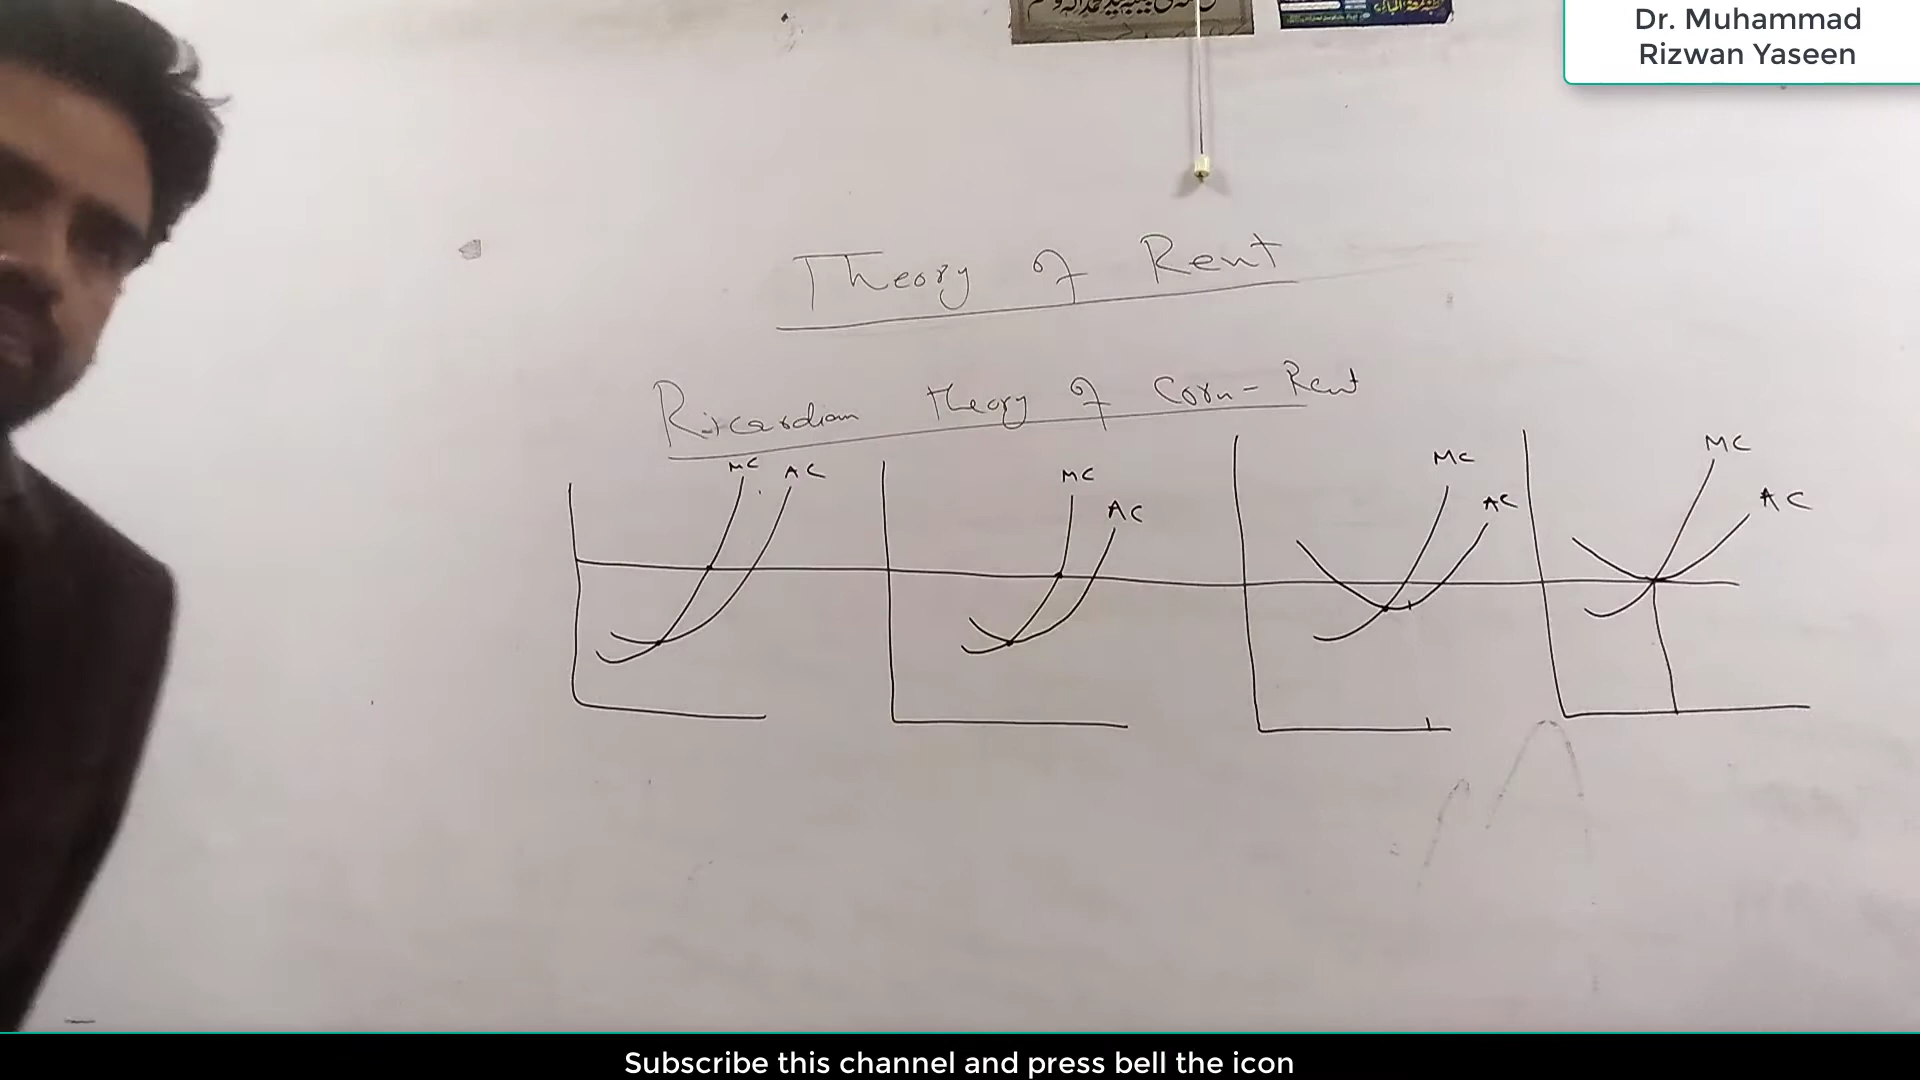 Dr. Muhammad
Rizwan Yaseen
Theory of Rent
Ricardian theory of Corn-Rent
MC AC
MC
AC
MC
AC
MC
AC
Subscribe this channel and press bell the icon